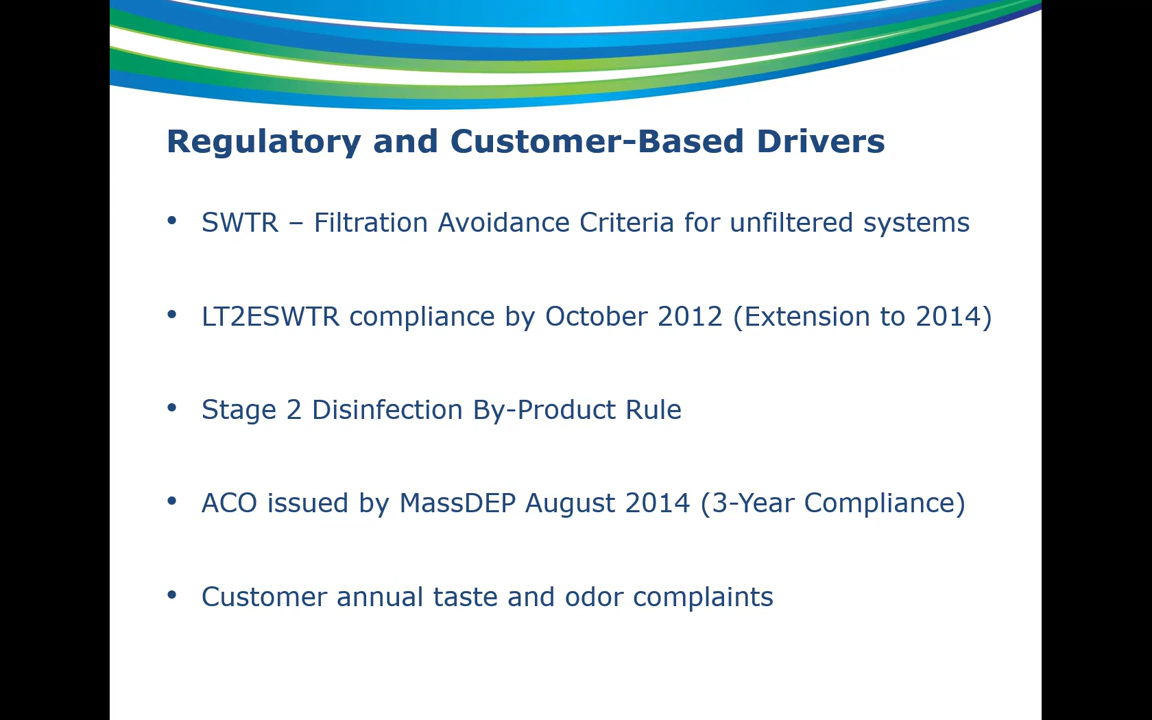 Regulatory and Customer-Based Drivers
• SWTR – Filtration Avoidance Criteria for unfiltered systems
• LT2ESWTR compliance by October 2012 (Extension to 2014)
• Stage 2 Disinfection By-Product Rule
• ACO issued by MassDEP August 2014 (3-Year Compliance)
• Customer annual taste and odor complaints